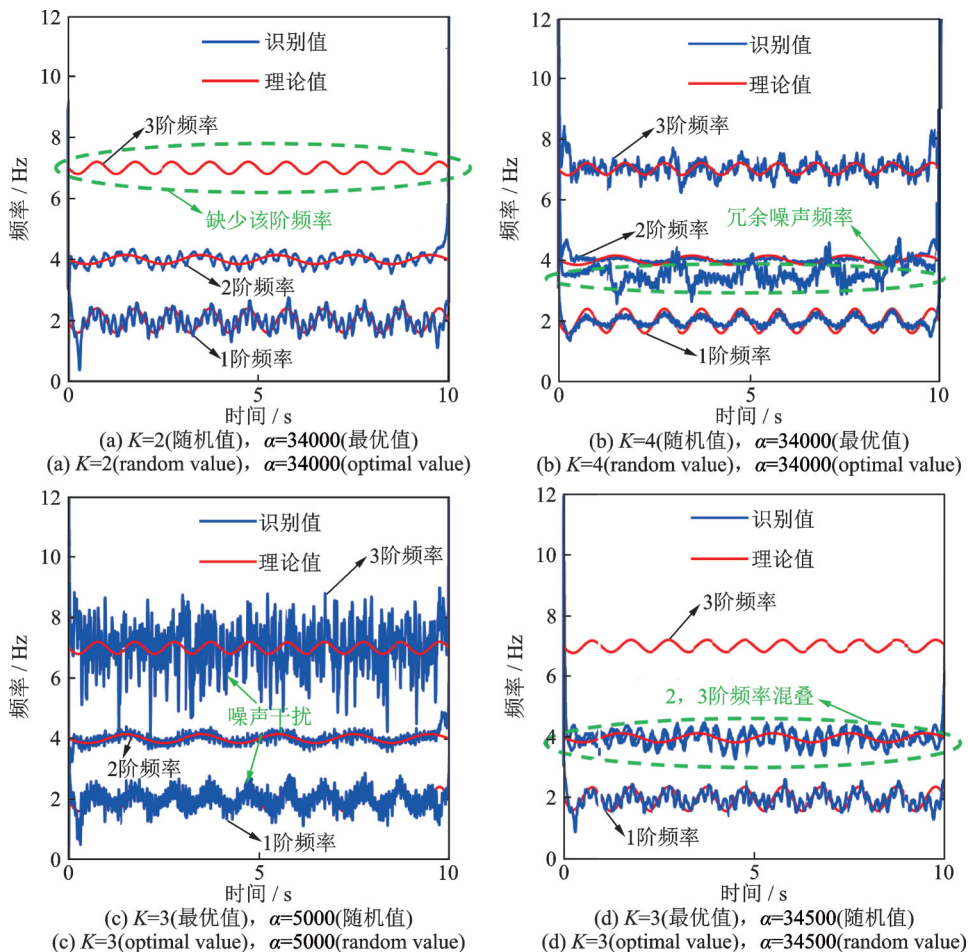 12
10
8
6
4
2
0
频率 / Hz
识别值
理论值
3阶频率
缺少该阶频率
2阶频率
1阶频率
0
5
10
时间 / s
(a) K=2(随机值)，α=34000(最优值)
(a) K=2(random value)，α=34000(optimal value)
12
10
8
6
4
2
0
频率 / Hz
识别值
理论值
3阶频率
冗余噪声频率
2阶频率
1阶频率
0
5
10
时间 / s
(b) K=4(随机值)，α=34000(最优值)
(b) K=4(random value)，α=34000(optimal value)
12
10
8
6
4
2
0
频率 / Hz
识别值
理论值
3阶频率
噪声干扰
2阶频率
1阶频率
0
5
10
时间 / s
(c) K=3(最优值)，α=5000(随机值)
(c) K=3(optimal value)，α=5000(random value)
12
10
8
6
4
2
0
频率 / Hz
识别值
理论值
3阶频率
2，3阶频率混叠
1阶频率
0
5
10
时间 / s
(d) K=3(最优值)，α=34500(随机值)
(d) K=3(optimal value)，α=34500(random value)